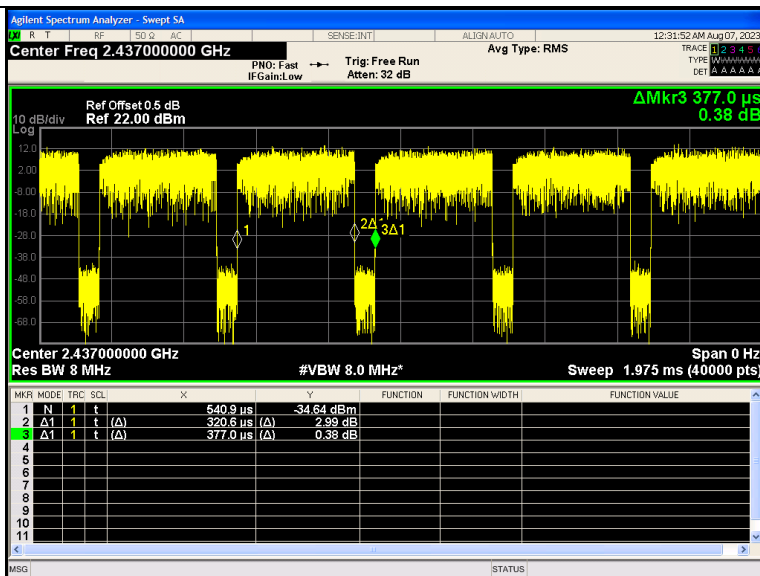 Agilent Spectrum Analyzer - Swept SA
LXI R T RF 50 Ω AC SENSE:INT ALIGN AUTO 12:31:52 AM Aug 07, 2023
Center Freq 2.437000000 GHz Avg Type: RMS TRACE 1 2 3 4 5 6
PNO: Fast Trig: Free Run TYPE WWWWWW
IFGain:Low Atten: 32 dB DET A A A A A A
ΔMkr3 377.0 µs
0.38 dB
Ref Offset 0.5 dB
10 dB/div Ref 22.00 dBm
Log
12.0
2.00
-8.00
-18.0
-28.0
-38.0
-48.0
-58.0
-68.0
1
2Δ1
3Δ1
Center 2.437000000 GHz Span 0 Hz
Res BW 8 MHz #VBW 8.0 MHz* Sweep 1.975 ms (40000 pts)
MKR MODE TRC SCL X Y FUNCTION FUNCTION WIDTH FUNCTION VALUE
1 N 1 t 540.9 µs -34.64 dBm
2 Δ1 1 t (Δ) 320.6 µs (Δ) 2.99 dB
3 Δ1 1 t (Δ) 377.0 µs (Δ) 0.38 dB
4
5
6
7
8
9
10
11
MSG STATUS